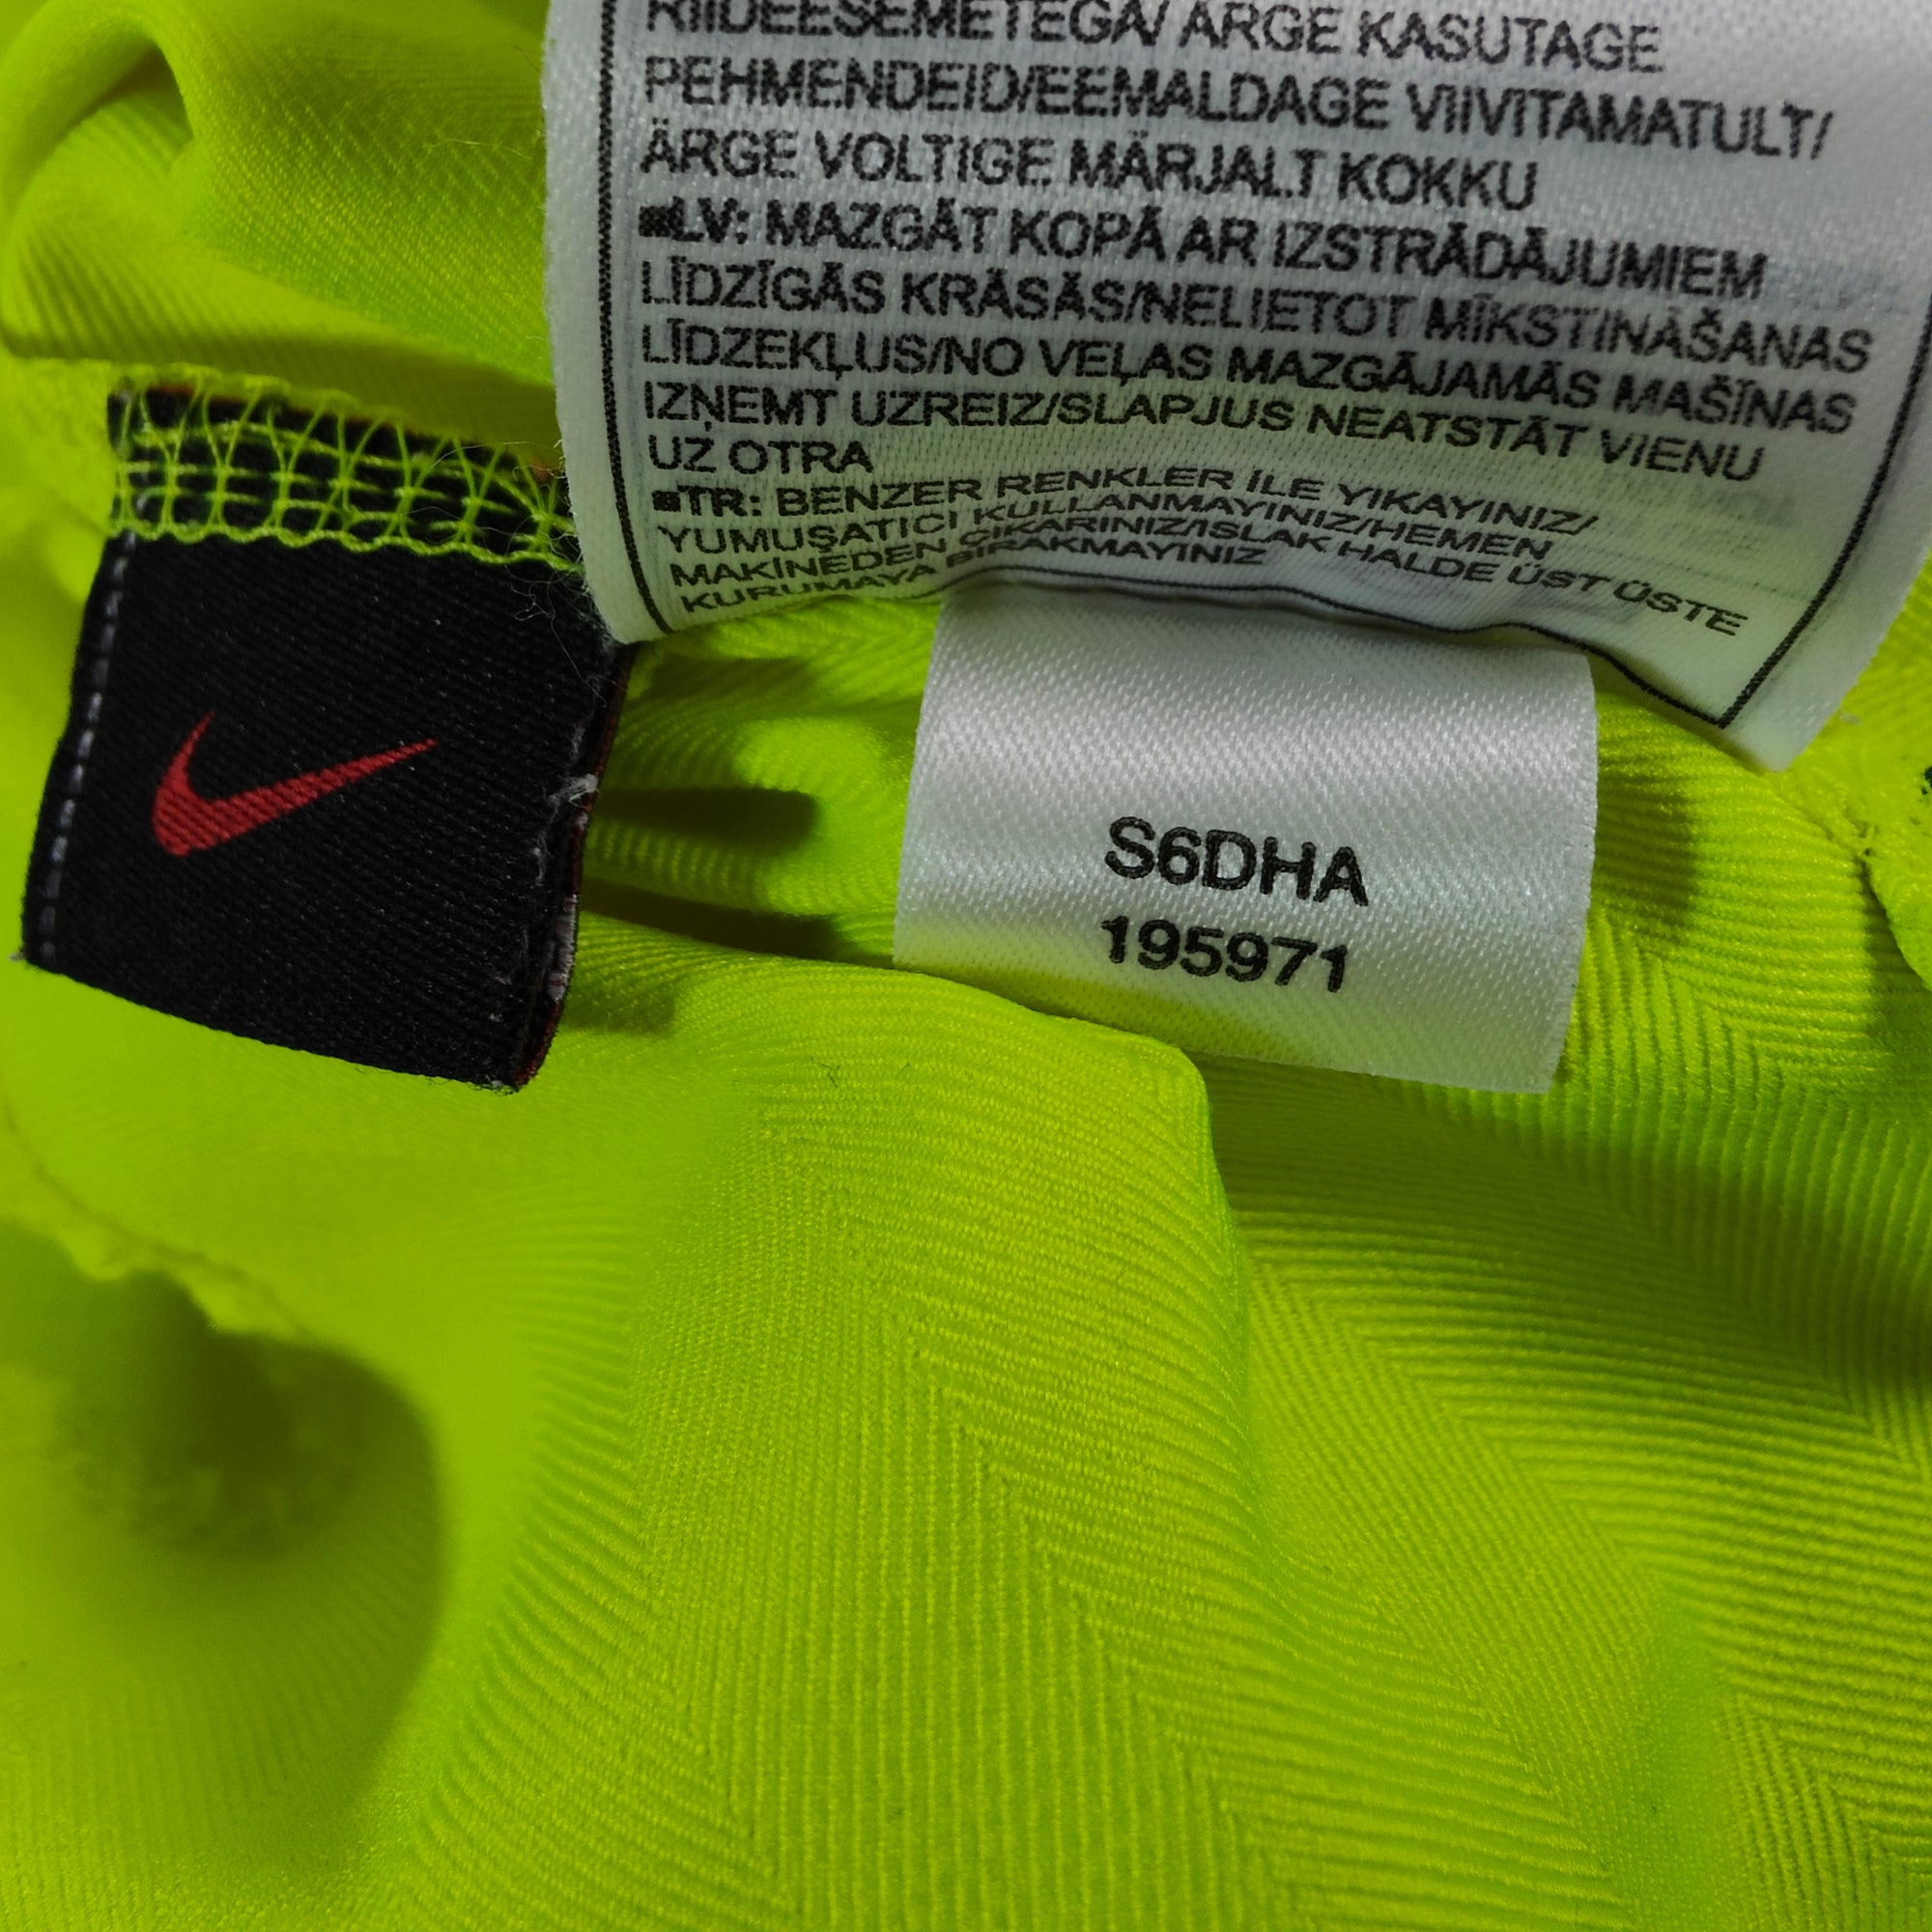 RIIDEESEMETEGA/ ÄRGE KASUTAGE
PEHMENDEID/EEMALDAGE VIIVITAMATULT/
ÄRGE VOLTIGE MÄRJALT KOKKU
■LV: MAZGĀT KOPĀ AR IZSTRĀDĀJUMIEM
LĪDZĪGĀS KRĀSĀS/NELIETOT MĪKSTINĀŠANAS
LĪDZEKĻUS/NO VEĻAS MAZGĀJAMĀS MAŠĪNAS
IZŅEMT UZREIZ/SLAPJUS NEATSTĀT VIENU
UZ OTRA
■TR: BENZER RENKLER İLE YIKAYINIZ/
YUMUŞATICI KULLANMAYINIZ/HEMEN
MAKİNEDEN ÇIKARINIZ/ISLAK HALDE ÜST ÜSTE
KURUMAYA BIRAKMAYINIZ
S6DHA
195971